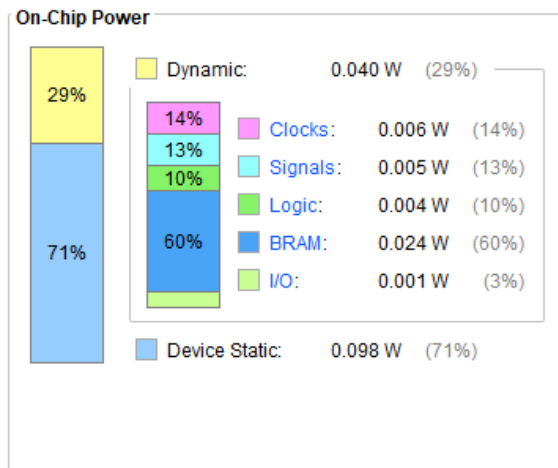 On-Chip Power
29%
71%
Dynamic: 0.040 W (29%)
14%
13%
10%
60%
Clocks: 0.006 W (14%)
Signals: 0.005 W (13%)
Logic: 0.004 W (10%)
BRAM: 0.024 W (60%)
I/O: 0.001 W (3%)
Device Static: 0.098 W (71%)